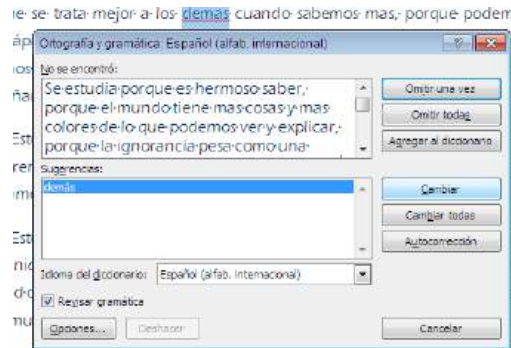 se trata mejor a los demas cuando sabemos mas, porque podem
Ortografía y gramática: Español (alfab. internacional)
No se encontró:
Se estudia porque es hermoso saber,
porque el mundo tiene mas cosas y mas
colores de lo que podemos ver y explicar,
porque la ignorancia pesa como una
Omitir una vez
Omitir todas
Agregar al diccionario
Sugerencias:
demás
Cambiar
Cambiar todas
Autocorrección
Idioma del diccionario:
Español (alfab. internacional)
Revisar gramática
Opciones...
Deshacer
Cancelar